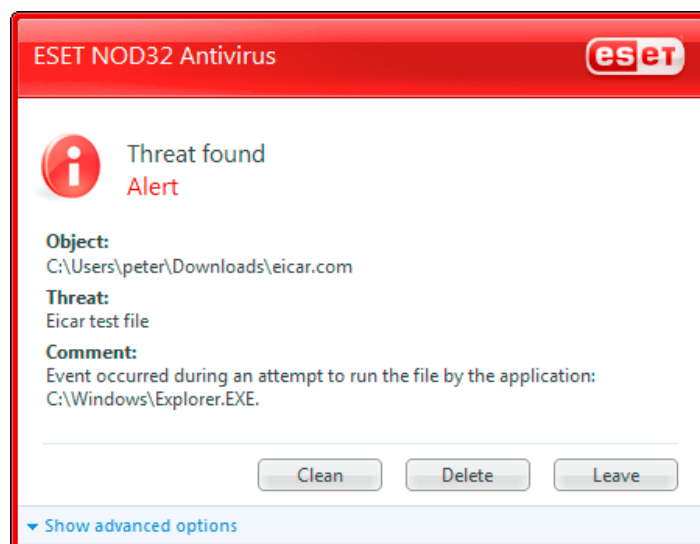 ESET NOD32 Antivirus
eseT
Threat found
Alert
Object:
C:\Users\peter\Downloads\eicar.com
Threat:
Eicar test file
Comment:
Event occurred during an attempt to run the file by the application:
C:\Windows\Explorer.EXE.
Clean
Delete
Leave
Show advanced options